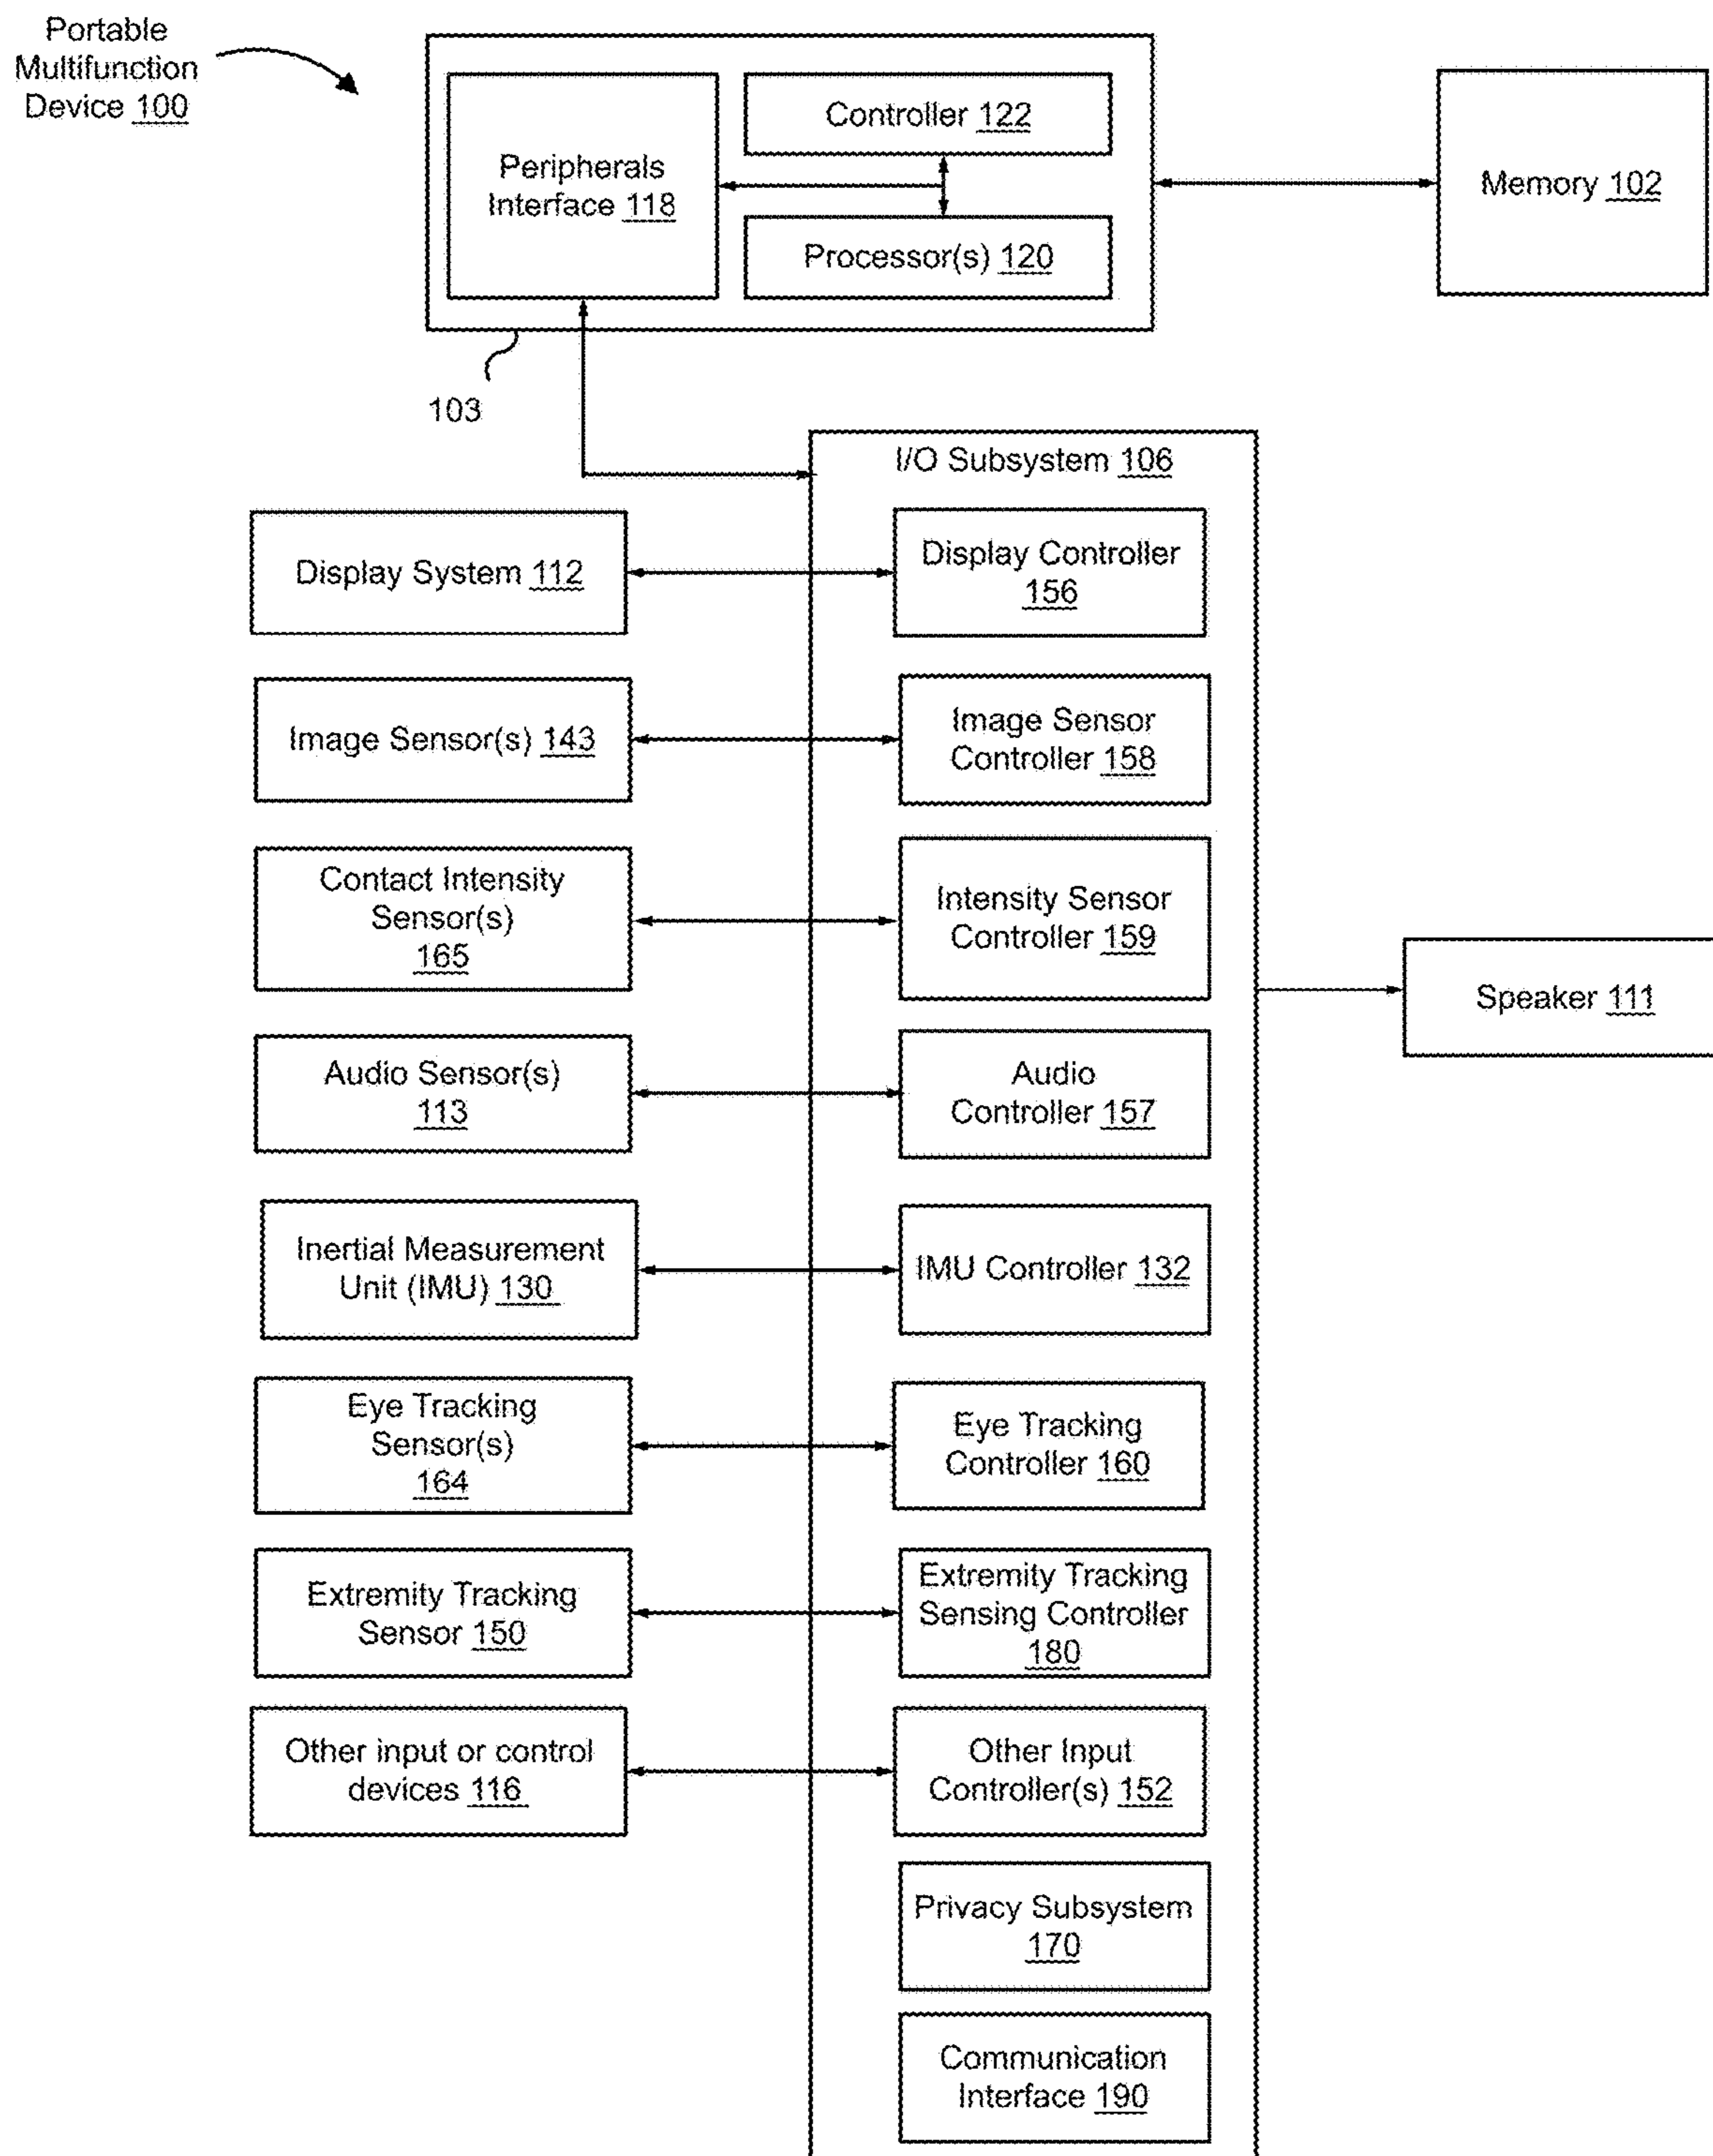 Portable
Multifunction
Device 100
Peripherals
Interface 118
Controller 122
Processor(s) 120
Memory 102
103
I/O Subsystem 106
Display System 112
Display Controller
156
Image Sensor(s) 143
Image Sensor
Controller 158
Contact Intensity
Sensor(s)
165
Intensity Sensor
Controller 159
Speaker 111
Audio Sensor(s)
113
Audio
Controller 157
Inertial Measurement
Unit (IMU) 130
IMU Controller 132
Eye Tracking
Sensor(s)
164
Eye Tracking
Controller 160
Extremity Tracking
Sensor 150
Extremity Tracking
Sensing Controller
180
Other input or control
devices 116
Other Input
Controller(s) 152
Privacy Subsystem
170
Communication
Interface 190